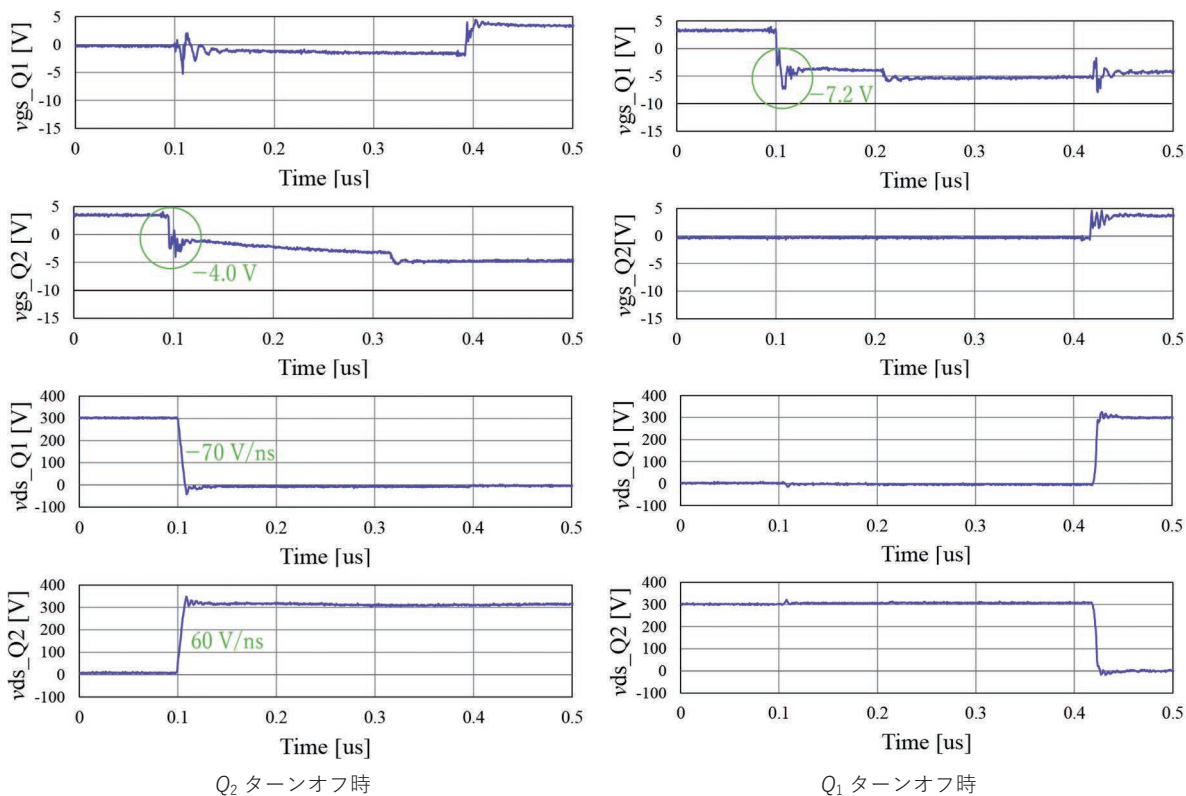 vgs_Q1 [V]
5
0
-5
-10
-15
0 0.1 0.2 0.3 0.4 0.5
Time [us]
−4.0 V
vgs_Q2 [V]
5
0
-5
-10
-15
0 0.1 0.2 0.3 0.4 0.5
Time [us]
−70 V/ns
vds_Q1 [V]
400
300
200
100
0
-100
0 0.1 0.2 0.3 0.4 0.5
Time [us]
60 V/ns
vds_Q2 [V]
400
300
200
100
0
-100
0 0.1 0.2 0.3 0.4 0.5
Time [us]
Q2 ターンオフ時
−7.2 V
vgs_Q1 [V]
5
0
-5
-10
-15
0 0.1 0.2 0.3 0.4 0.5
Time [us]
vgs_Q2[V]
5
0
-5
-10
-15
0 0.1 0.2 0.3 0.4 0.5
Time [us]
vds_Q1 [V]
400
300
200
100
0
-100
0 0.1 0.2 0.3 0.4 0.5
Time [us]
vds_Q2 [V]
400
300
200
100
0
-100
0 0.1 0.2 0.3 0.4 0.5
Time [us]
Q1 ターンオフ時